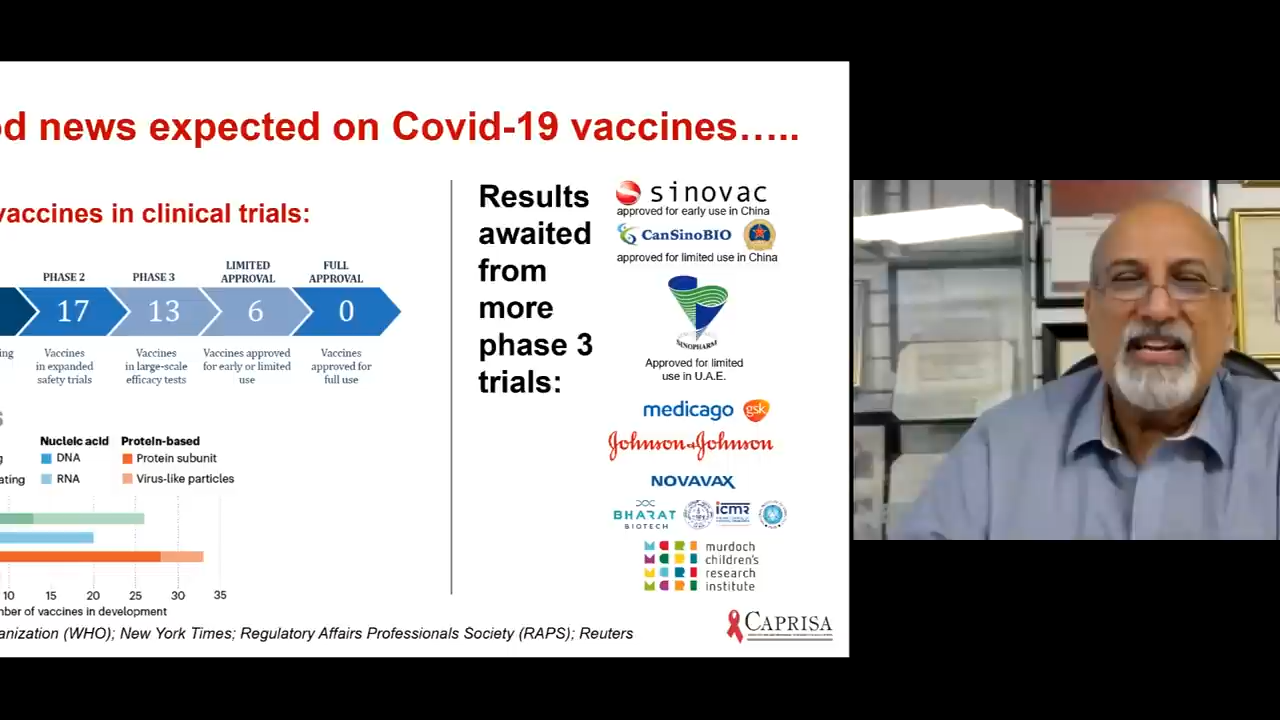 d news expected on Covid-19 vaccines…..
vaccines in clinical trials:
PHASE 2
PHASE 3
LIMITED
APPROVAL
FULL
APPROVAL
17
13
6
0
Vaccines
in expanded
safety trials
Vaccines
in large-scale
efficacy tests
Vaccines approved
for early or limited
use
Vaccines
approved for
full use
Nucleic acid
DNA
RNA
Protein-based
Protein subunit
Virus-like particles
10
15
20
25
30
35
ber of vaccines in development
anization (WHO); New York Times; Regulatory Affairs Professionals Society (RAPS); Reuters
Results
awaited
from
more
phase 3
trials:
sinovac
approved for early use in China
CanSinoBIO
approved for limited use in China
SINOPHARM
Approved for limited
use in U.A.E.
medicago gsk
Johnson & Johnson
NOVAVAX
BHARAT
BIOTECH
icmr
MCRI
MCRI
MCRI
MCRI
murdoch
children's
research
institute
CAPRISA